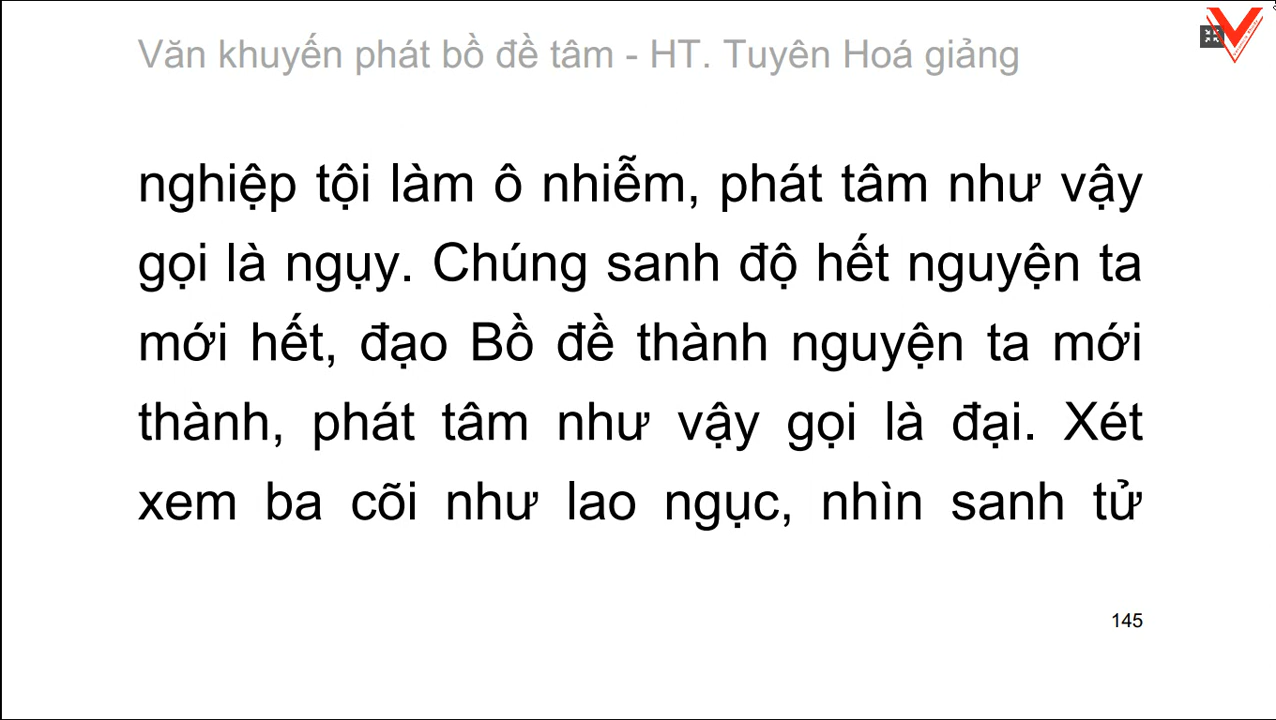 Văn khuyến phát bồ đề tâm - HT. Tuyên Hoá giảng
nghiệp tội làm ô nhiễm, phát tâm như vậy
gọi là ngụy. Chúng sanh độ hết nguyện ta
mới hết, đạo Bồ đề thành nguyện ta mới
thành, phát tâm như vậy gọi là đại. Xét
xem ba cõi như lao ngục, nhìn sanh tử
145